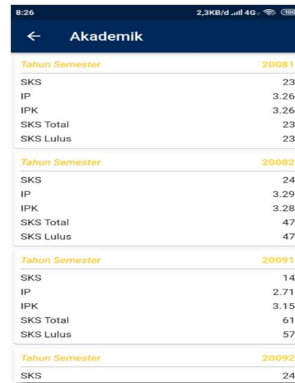 8:26 2,3KB/d 4G 100
← Akademik
Tahun Semester 20081
SKS 23
IP 3.26
IPK 3.26
SKS Total 23
SKS Lulus 23
Tahun Semester 20082
SKS 24
IP 3.29
IPK 3.28
SKS Total 47
SKS Lulus 47
Tahun Semester 20091
SKS 14
IP 2.71
IPK 3.15
SKS Total 61
SKS Lulus 57
Tahun Semester 20092
SKS 24